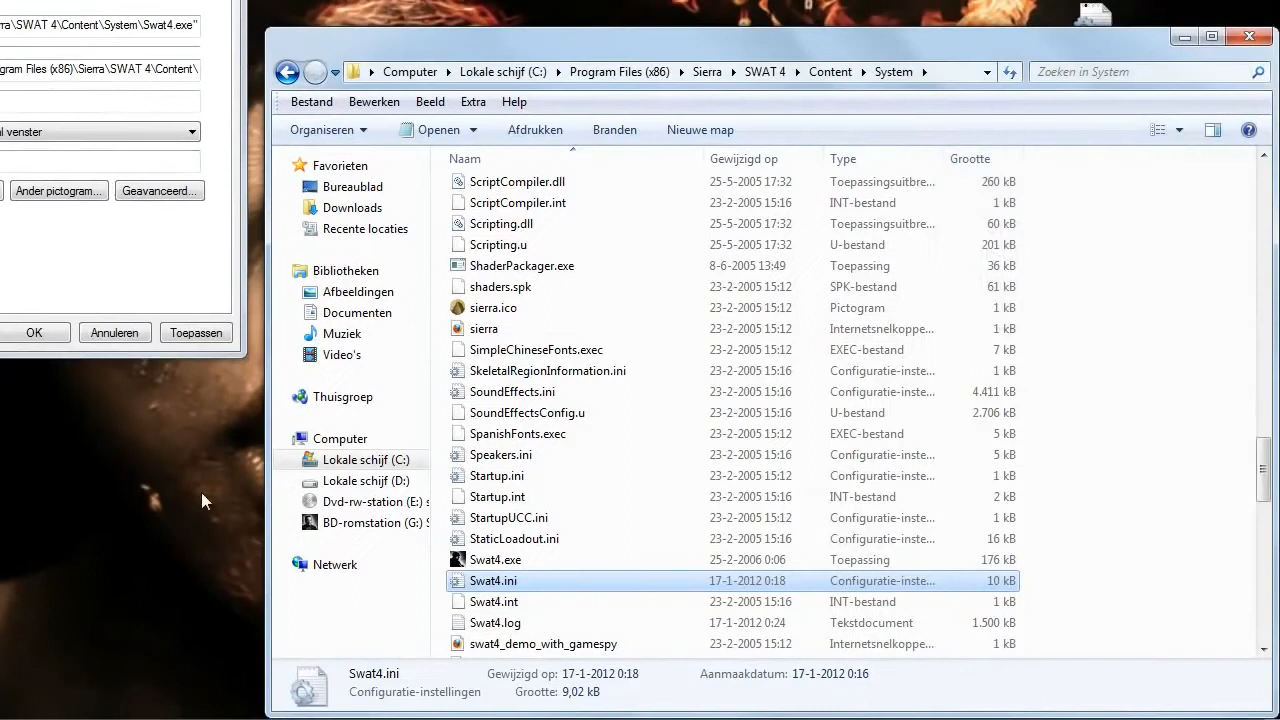 rra\SWAT 4\Content\System\Swat4.exe"
gram Files (x86)\Sierra\SWAT 4\Content\
al venster
Ander pictogram...
Geavanceerd...
OK
Annuleren
Toepassen
Computer Lokale schijf (C:) Program Files (x86) Sierra SWAT 4 Content System
Zoeken in System
Bestand Bewerken Beeld Extra Help
Organiseren Openen Afdrukken Branden Nieuwe map
Favorieten
Bureaublad
Downloads
Recente locaties
Bibliotheken
Afbeeldingen
Documenten
Muziek
Video's
Thuisgroep
Computer
Lokale schijf (C:)
Lokale schijf (D:)
Dvd-rw-station (E:) s
BD-romstation (G:) S
Netwerk
Naam Gewijzigd op Type Grootte
ScriptCompiler.dll 25-5-2005 17:32 Toepassingsuitbre... 260 kB
ScriptCompiler.int 23-2-2005 15:16 INT-bestand 1 kB
Scripting.dll 25-5-2005 17:32 Toepassingsuitbre... 60 kB
Scripting.u 25-5-2005 17:32 U-bestand 201 kB
ShaderPackager.exe 8-6-2005 13:49 Toepassing 36 kB
shaders.spk 23-2-2005 15:12 SPK-bestand 61 kB
sierra.ico 23-2-2005 15:12 Pictogram 1 kB
sierra 23-2-2005 15:12 Internetsnelkoppe... 1 kB
SimpleChineseFonts.exec 23-2-2005 15:12 EXEC-bestand 7 kB
SkeletalRegionInformation.ini 23-2-2005 15:16 Configuratie-inste... 1 kB
SoundEffects.ini 23-2-2005 15:16 Configuratie-inste... 4.411 kB
SoundEffectsConfig.u 23-2-2005 15:16 U-bestand 2.706 kB
SpanishFonts.exec 23-2-2005 15:12 EXEC-bestand 5 kB
Speakers.ini 23-2-2005 15:16 Configuratie-inste... 5 kB
Startup.ini 23-2-2005 15:12 Configuratie-inste... 1 kB
Startup.int 23-2-2005 15:16 INT-bestand 2 kB
StartupUCC.ini 23-2-2005 15:12 Configuratie-inste... 1 kB
StaticLoadout.ini 23-2-2005 15:16 Configuratie-inste... 16 kB
Swat4.exe 25-2-2006 0:06 Toepassing 176 kB
Swat4.ini 17-1-2012 0:18 Configuratie-inste... 10 kB
Swat4.int 23-2-2005 15:16 INT-bestand 1 kB
Swat4.log 17-1-2012 0:24 Tekstdocument 1.500 kB
swat4_demo_with_gamespy 23-2-2005 15:12 Internetsnelkoppe... 1 kB
Swat4.ini Gewijzigd op: 17-1-2012 0:18 Aanmaakdatum: 17-1-2012 0:16
Configuratie-instellingen Grootte: 9,02 kB